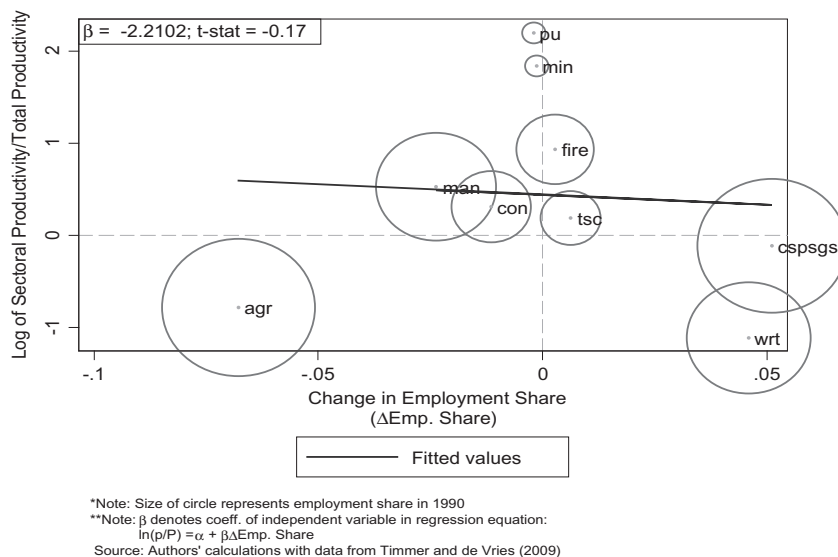 β = -2.2102; t-stat = -0.17
Log of Sectoral Productivity/Total Productivity
2
1
0
-1
pu
min
fire
man
con
tsc
cspsgs
agr
wrt
-.1
-.05
0
.05
Change in Employment Share
(∆Emp. Share)
Fitted values
*Note: Size of circle represents employment share in 1990
**Note: β denotes coeff. of independent variable in regression equation:
ln(p/P) = α + β∆Emp. Share
Source: Authors' calculations with data from Timmer and de Vries (2009)